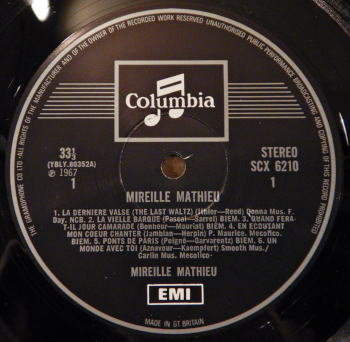 THE GRAMOPHONE CO LTD · ALL RIGHTS OF THE MANUFACTURER AND OF THE OWNER OF THE RECORDED WORK RESERVED UNAUTHORISED PUBLIC PERFORMANCE BROADCASTING AND COPYING OF THIS RECORD PROHIBITED
Columbia
33⅓
(YBLY.80352A)
℗ 1967
1
STEREO
SCX 6210
1
MIREILLE MATHIEU
1. LA DERNIERE VALSE (THE LAST WALTZ) (Ithier—Reed) Donna Mus. F.
Day. NCB. 2. LA VIELLE BARQUE (Pascal—Sarrel) BIEM. 3. QUAND FERA-
T-IL JOUR CAMARADE (Bonheur—Mauriat) BIEM. 4. EN ECOUTANT
MON COEUR CHANTER (Jamblan—Herpin) P. Maurice. Mecolico.
BIEM. 5. PONTS DE PARIS (Peigné—Garvarentz) BIEM. 6. UN
MONDE AVEC TOI (Aznavour—Kaempfert) Smooth Mus./
Carlin Mus. Mecolico·
MIREILLE MATHIEU
EMI
MADE IN GT. BRITAIN